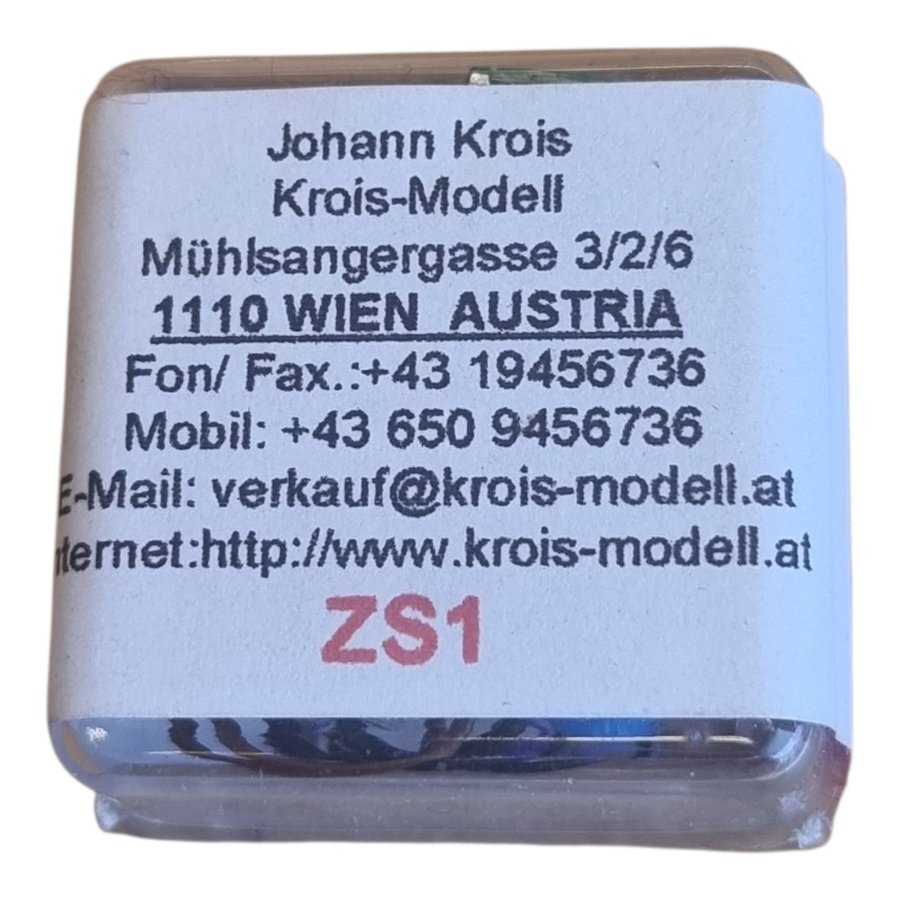 Johann Krois
Krois-Modell
Mühlsangergasse 3/2/6
1110 WIEN AUSTRIA
Fon/ Fax.:+43 19456736
Mobil: +43 650 9456736
E-Mail: verkauf@krois-modell.at
nternet:http://www.krois-modell.at
ZS1